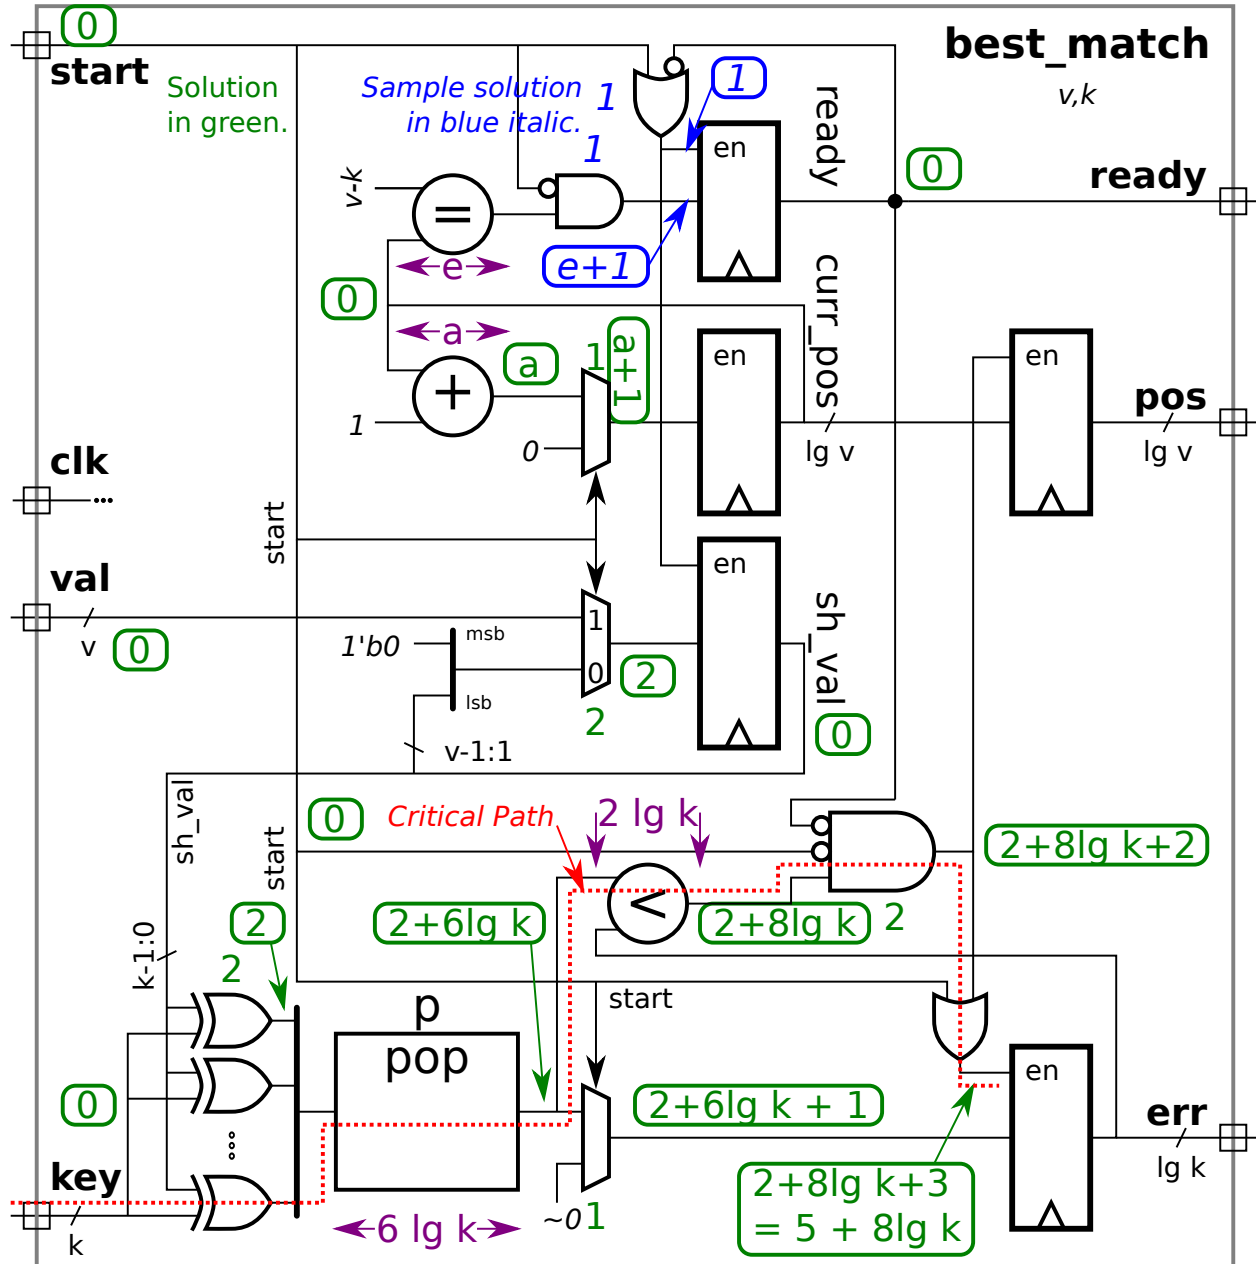 0
best_match
start
v,k
Solution
in green.
Sample solution
in blue italic.
1
1
1
ready
en
0
ready
v-k
=
e
e+1
0
curr_pos
a
a
1
a+1
en
en
+
1
0
lg v
pos
lg v
clk
...
start
val
v
0
1'b0
msb
lsb
1
0
2
2
en
sh_val
0
v-1:1
sh_val
start
0
Critical Path
2 lg k
2+8lg k+2
2
2+6lg k
<
2+8lg k
2
k-1:0
2
start
p
pop
0
en
2+6lg k + 1
err
lg k
key
k
6 lg k
~0
1
2+8lg k+3
= 5 + 8lg k